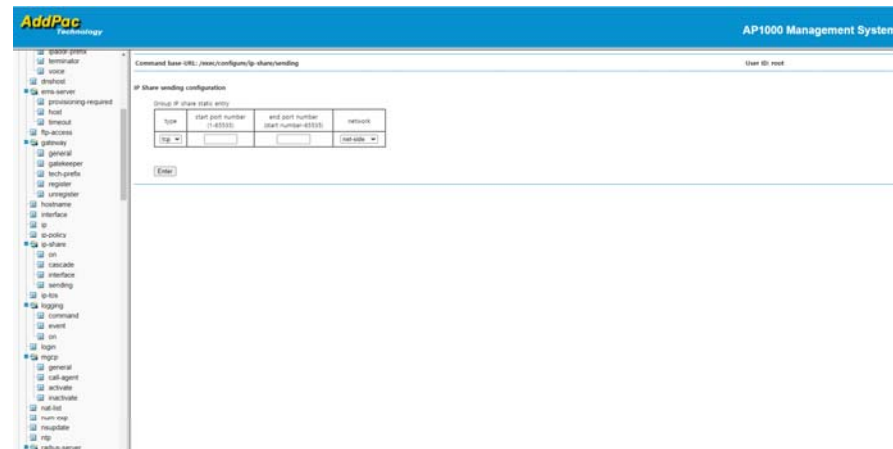 AddPac
Technology
AP1000 Management System
ipaddr-prefix
terminator
voice
dnshost
ems-server
provisioning-required
host
timeout
ftp-access
gateway
general
gatekeeper
tech-prefix
register
unregister
hostname
interface
ip
ip-policy
ip-share
on
cascade
interface
sending
ip-tos
logging
command
event
on
login
mgcp
general
call-agent
activate
inactivate
nat-list
num-exp
nsupdate
ntp
radius-server
Command base-URL: /exec/configure/ip-share/sending
User ID: root
IP Share sending configuration
Group IP share static entry
type
start port number
(1-65535)
end port number
(start number-65535)
network
tcp
net-side
Enter